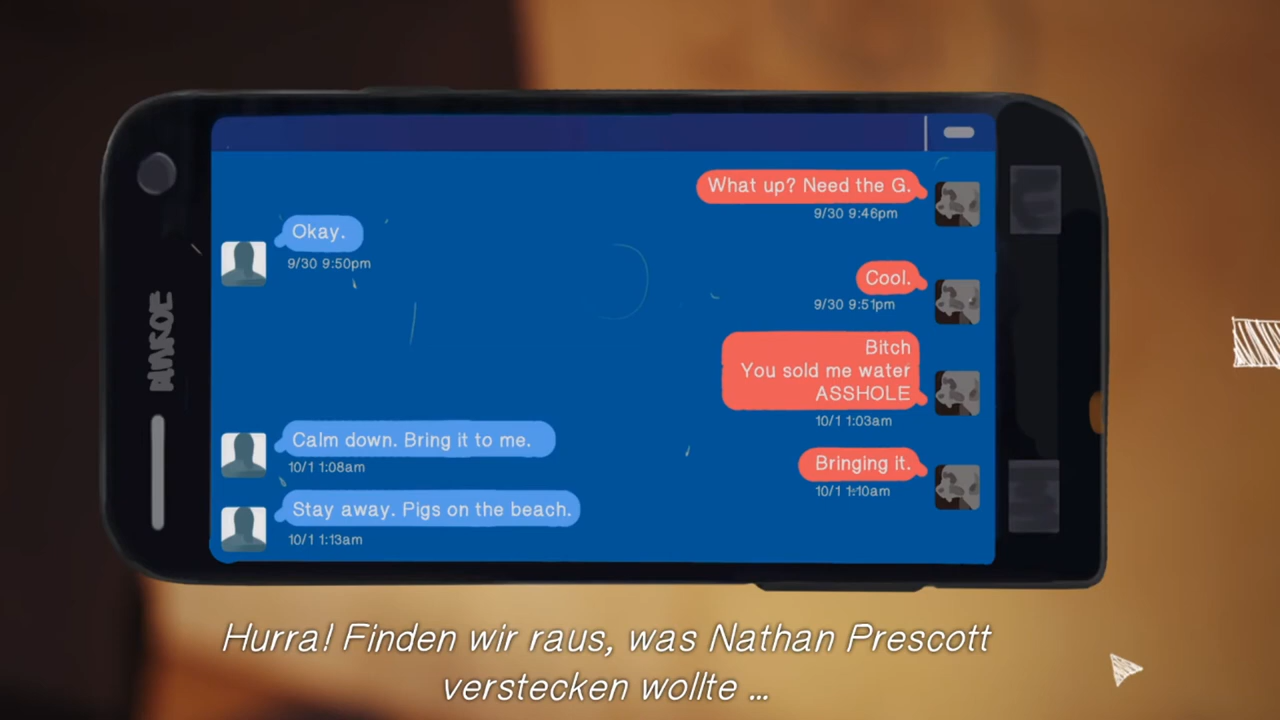 What up? Need the G.
9/30 9:46pm
Okay.
9/30 9:50pm
Cool.
9/30 9:51pm
Bitch
You sold me water
ASSHOLE
10/1 1:03am
Calm down. Bring it to me.
10/1 1:08am
Bringing it.
10/1 1:10am
Stay away. Pigs on the beach.
10/1 1:13am
Hurra! Finden wir raus, was Nathan Prescott
verstecken wollte ...